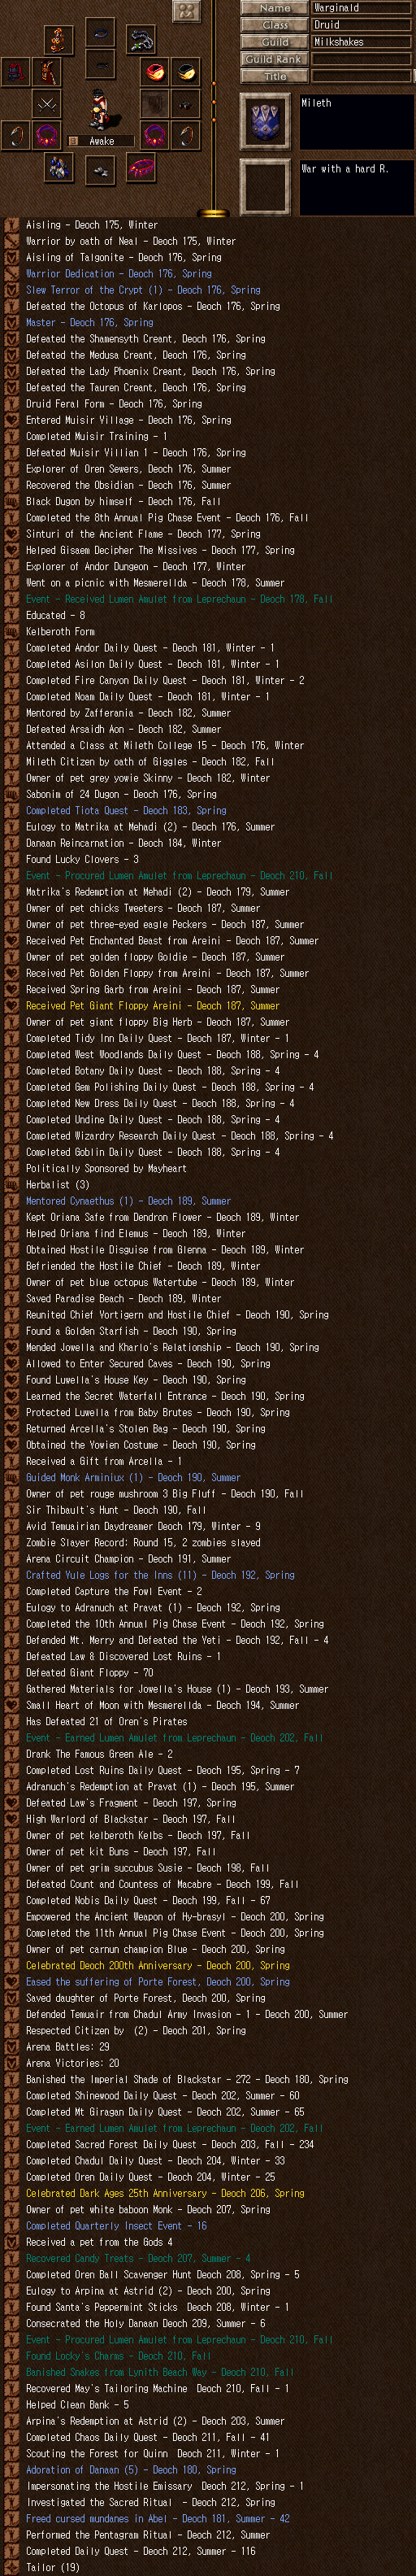 Name Warginald
Class Druid
Guild Milkshakes
Guild Rank
Title
Awake
Mileth
War with a hard R.
Aisling - Deoch 175, Winter
Warrior by oath of Neal - Deoch 175, Winter
Aisling of Talgonite - Deoch 176, Spring
Warrior Dedication - Deoch 176, Spring
Slew Terror of the Crypt (1) - Deoch 176, Spring
Defeated the Octopus of Karlopos - Deoch 176, Spring
Master - Deoch 176, Spring
Defeated the Shamensyth Creant, Deoch 176, Spring
Defeated the Medusa Creant, Deoch 176, Spring
Defeated the Lady Phoenix Creant, Deoch 176, Spring
Defeated the Tauren Creant, Deoch 176, Spring
Druid Feral Form - Deoch 176, Spring
Entered Muisir Village - Deoch 176, Spring
Completed Muisir Training - 1
Defeated Muisir Villian 1 - Deoch 176, Spring
Explorer of Oren Sewers, Deoch 176, Summer
Recovered the Obsidian - Deoch 176, Summer
Black Dugon by himself - Deoch 176, Fall
Completed the 8th Annual Pig Chase Event - Deoch 176, Fall
Sinturi of the Ancient Flame - Deoch 177, Spring
Helped Gisaem Decipher The Missives - Deoch 177, Spring
Explorer of Andor Dungeon - Deoch 177, Winter
Went on a picnic with Mesmerellda - Deoch 178, Summer
Event - Received Lumen Amulet from Leprechaun - Deoch 178, Fall
Educated - 8
Kelberoth Form
Completed Andor Daily Quest - Deoch 181, Winter - 1
Completed Asilon Daily Quest - Deoch 181, Winter - 1
Completed Fire Canyon Daily Quest - Deoch 181, Winter - 2
Completed Noam Daily Quest - Deoch 181, Winter - 1
Mentored by Zafferania - Deoch 182, Summer
Defeated Arsaidh Aon - Deoch 182, Summer
Attended a Class at Mileth College 15 - Deoch 176, Winter
Mileth Citizen by oath of Giggles - Deoch 182, Fall
Owner of pet grey yowie Skinny - Deoch 182, Winter
Sabonim of 24 Dugon - Deoch 176, Spring
Completed Tiota Quest - Deoch 183, Spring
Eulogy to Matrika at Mehadi (2) - Deoch 176, Summer
Danaan Reincarnation - Deoch 184, Winter
Found Lucky Clovers - 3
Event - Procured Lumen Amulet from Leprechaun - Deoch 210, Fall
Matrika's Redemption at Mehadi (2) - Deoch 179, Summer
Owner of pet chicks Tweeters - Deoch 187, Summer
Owner of pet three-eyed eagle Peckers - Deoch 187, Summer
Received Pet Enchanted Beast from Areini - Deoch 187, Summer
Owner of pet golden floppy Goldie - Deoch 187, Summer
Received Pet Golden Floppy from Areini - Deoch 187, Summer
Received Spring Garb from Areini - Deoch 187, Summer
Received Pet Giant Floppy Areini - Deoch 187, Summer
Owner of pet giant floppy Big Herb - Deoch 187, Summer
Completed Tidy Inn Daily Quest - Deoch 187, Winter - 1
Completed West Woodlands Daily Quest - Deoch 188, Spring - 4
Completed Botany Daily Quest - Deoch 188, Spring - 4
Completed Gem Polishing Daily Quest - Deoch 188, Spring - 4
Completed New Dress Daily Quest - Deoch 188, Spring - 4
Completed Undine Daily Quest - Deoch 188, Spring - 4
Completed Wizardry Research Daily Quest - Deoch 188, Spring - 4
Completed Goblin Daily Quest - Deoch 188, Spring - 4
Politically Sponsored by Mayheart
Herbalist (3)
Mentored Cynaethus (1) - Deoch 189, Summer
Kept Oriana Safe from Dendron Flower - Deoch 189, Winter
Helped Oriana find Elemus - Deoch 189, Winter
Obtained Hostile Disguise from Glenna - Deoch 189, Winter
Befriended the Hostile Chief - Deoch 189, Winter
Owner of pet blue octopus Watertube - Deoch 189, Winter
Saved Paradise Beach - Deoch 189, Winter
Reunited Chief Vortigern and Hostile Chief - Deoch 190, Spring
Found a Golden Starfish - Deoch 190, Spring
Mended Jowella and Kharlo's Relationship - Deoch 190, Spring
Allowed to Enter Secured Caves - Deoch 190, Spring
Found Luwella's House Key - Deoch 190, Spring
Learned the Secret Waterfall Entrance - Deoch 190, Spring
Protected Luwella from Baby Brutes - Deoch 190, Spring
Returned Arcella's Stolen Bag - Deoch 190, Spring
Obtained the Yowien Costume - Deoch 190, Spring
Received a Gift from Arcella - 1
Guided Monk Arminiux (1) - Deoch 190, Summer
Owner of pet rouge mushroom 3 Big Fluff - Deoch 190, Fall
Sir Thibault's Hunt - Deoch 190, Fall
Avid Temuairian Daydreamer Deoch 179, Winter - 9
Zombie Slayer Record: Round 15, 2 zombies slayed
Arena Circuit Champion - Deoch 191, Summer
Crafted Yule Logs for the Inns (11) - Deoch 192, Spring
Completed Capture the Fowl Event - 2
Eulogy to Adranuch at Pravat (1) - Deoch 192, Spring
Completed the 10th Annual Pig Chase Event - Deoch 192, Spring
Defended Mt. Merry and Defeated the Yeti - Deoch 192, Fall - 4
Defeated Law & Discovered Lost Ruins - 1
Defeated Giant Floppy - 70
Gathered Materials for Jowella's House (1) - Deoch 193, Summer
Small Heart of Moon with Mesmerellda - Deoch 194, Summer
Has Defeated 21 of Oren's Pirates
Event - Earned Lumen Amulet from Leprechaun - Deoch 202, Fall
Drank The Famous Green Ale - 2
Completed Lost Ruins Daily Quest - Deoch 195, Spring - 7
Adranuch's Redemption at Pravat (1) - Deoch 195, Summer
Defeated Law's Fragment - Deoch 197, Spring
High Warlord of Blackstar - Deoch 197, Fall
Owner of pet kelberoth Kelbs - Deoch 197, Fall
Owner of pet kit Buns - Deoch 197, Fall
Owner of pet grim succubus Susie - Deoch 198, Fall
Defeated Count and Countess of Macabre - Deoch 199, Fall
Completed Nobis Daily Quest - Deoch 199, Fall - 67
Empowered the Ancient Weapon of Hy-brasyl - Deoch 200, Spring
Completed the 11th Annual Pig Chase Event - Deoch 200, Spring
Owner of pet carnun champion Blue - Deoch 200, Spring
Celebrated Deoch 200th Anniversary - Deoch 200, Spring
Eased the suffering of Porte Forest, Deoch 200, Spring
Saved daughter of Porte Forest, Deoch 200, Spring
Defended Temuair from Chadul Army Invasion - 1 - Deoch 200, Summer
Respected Citizen by  (2) - Deoch 201, Spring
Arena Battles: 29
Arena Victories: 20
Banished the Imperial Shade of Blackstar - 272 - Deoch 180, Spring
Completed Shinewood Daily Quest - Deoch 202, Summer - 60
Completed Mt Giragan Daily Quest - Deoch 202, Summer - 65
Event - Earned Lumen Amulet from Leprechaun - Deoch 202, Fall
Completed Sacred Forest Daily Quest - Deoch 203, Fall - 234
Completed Chadul Daily Quest - Deoch 204, Winter - 33
Completed Oren Daily Quest - Deoch 204, Winter - 25
Celebrated Dark Ages 25th Anniversary - Deoch 206, Spring
Owner of pet white baboon Monk - Deoch 207, Spring
Completed Quarterly Insect Event - 16
Received a pet from the Gods 4
Recovered Candy Treats - Deoch 207, Summer - 4
Completed Oren Ball Scavenger Hunt Deoch 208, Spring - 5
Eulogy to Arpina at Astrid (2) - Deoch 200, Spring
Found Santa's Peppermint Sticks  Deoch 208, Winter - 1
Consecrated the Holy Danaan Deoch 209, Summer - 6
Event - Procured Lumen Amulet from Leprechaun - Deoch 210, Fall
Found Locky's Charms - Deoch 210, Fall
Banished Snakes from Lynith Beach Way - Deoch 210, Fall
Recovered May's Tailoring Machine  Deoch 210, Fall - 1
Helped Clean Bank - 5
Arpina's Redemption at Astrid (2) - Deoch 203, Summer
Completed Chaos Daily Quest - Deoch 211, Fall - 41
Scouting the Forest for Quinn  Deoch 211, Winter - 1
Adoration of Danaan (5) - Deoch 180, Spring
Impersonating the Hostile Emissary  Deoch 212, Spring - 1
Investigated the Sacred Ritual  - Deoch 212, Spring
Freed cursed mundanes in Abel - Deoch 181, Summer - 42
Performed the Pentagram Ritual - Deoch 212, Summer
Completed Daily Quest - Deoch 212, Summer - 116
Tailor (19)